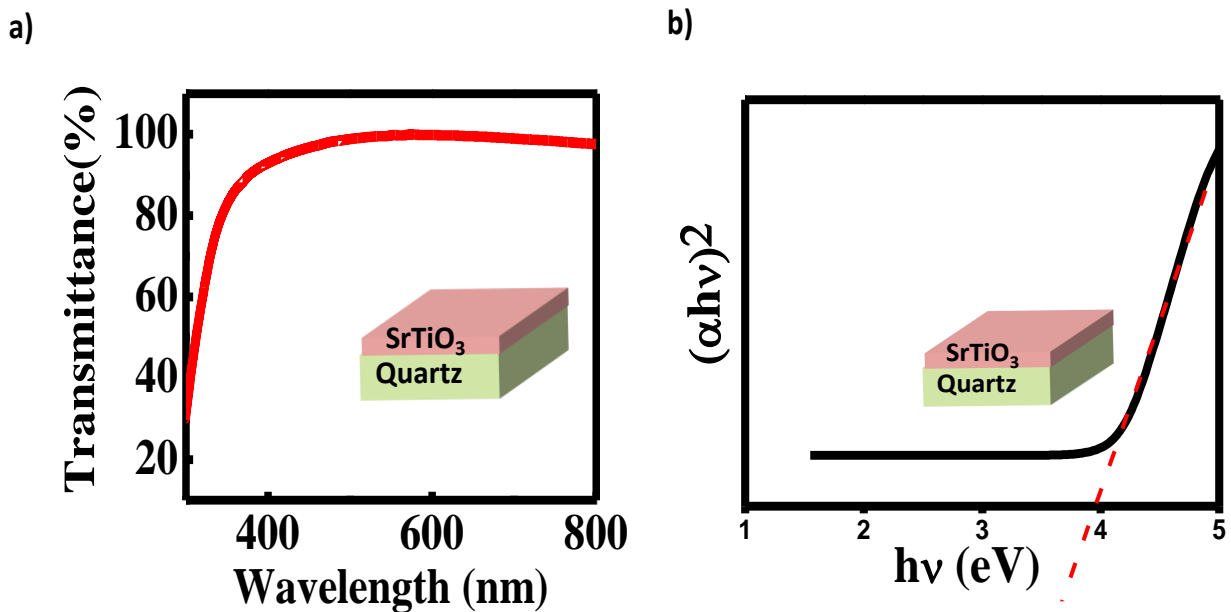 a)
Transmittance(%)
100
80
60
40
20
SrTiO₃
Quartz
400
600
800
Wavelength (nm)
b)
(αhν)²
SrTiO₃
Quartz
1
2
3
4
5
hν (eV)